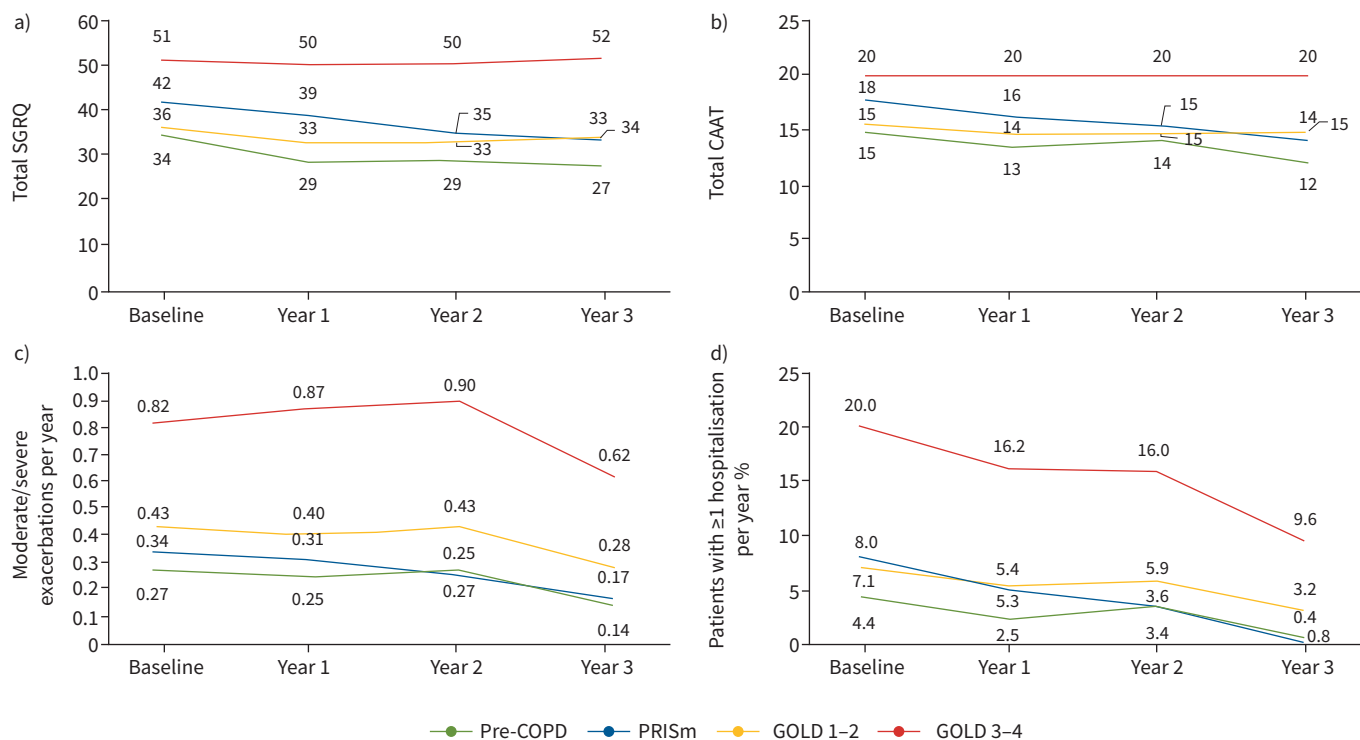 a)
Total SGRQ
60
50
40
30
20
10
0
51 50 50 52
42 39 35 33
36 33 33 34
34 29 29 27
Baseline Year 1 Year 2 Year 3
b)
Total CAAT
25
20
15
10
5
0
20 20 20 20
18 16 15 14
15 14 15 15
15 13 14 12
Baseline Year 1 Year 2 Year 3
c)
Moderate/severe
exacerbations per year
1.0
0.9
0.8
0.7
0.6
0.5
0.4
0.3
0.2
0.1
0
0.82 0.87 0.90 0.62
0.43 0.40 0.43 0.28
0.34 0.31 0.25 0.17
0.27 0.25 0.27 0.14
Baseline Year 1 Year 2 Year 3
d)
Patients with ≥1 hospitalisation
per year %
25
20
15
10
5
0
20.0 16.2 16.0 9.6
8.0 5.4 5.9 3.2
7.1 5.3 3.6 0.4
4.4 2.5 3.4 0.8
Baseline Year 1 Year 2 Year 3
Pre-COPD PRISm GOLD 1–2 GOLD 3–4